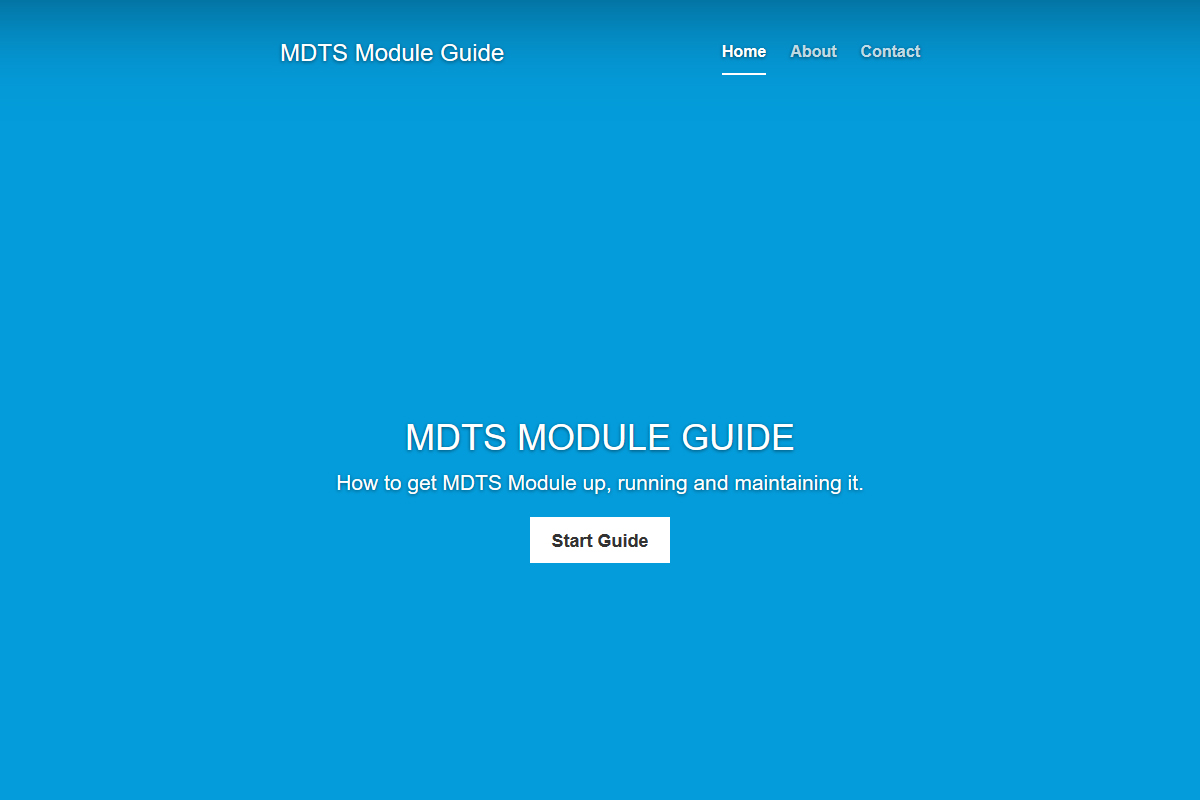 MDTS Module Guide
Home About Contact
MDTS MODULE GUIDE
How to get MDTS Module up, running and maintaining it.
Start Guide